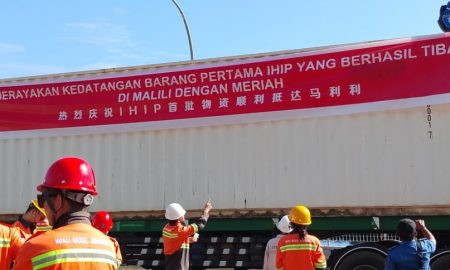 ERAYAKAN KEDATANGAN BARANG PERTAMA IHIP YANG BERHASIL TIBA
DI MALILI DENGAN MERIAH
热烈庆祝IHIP首批物资顺利抵达马利利